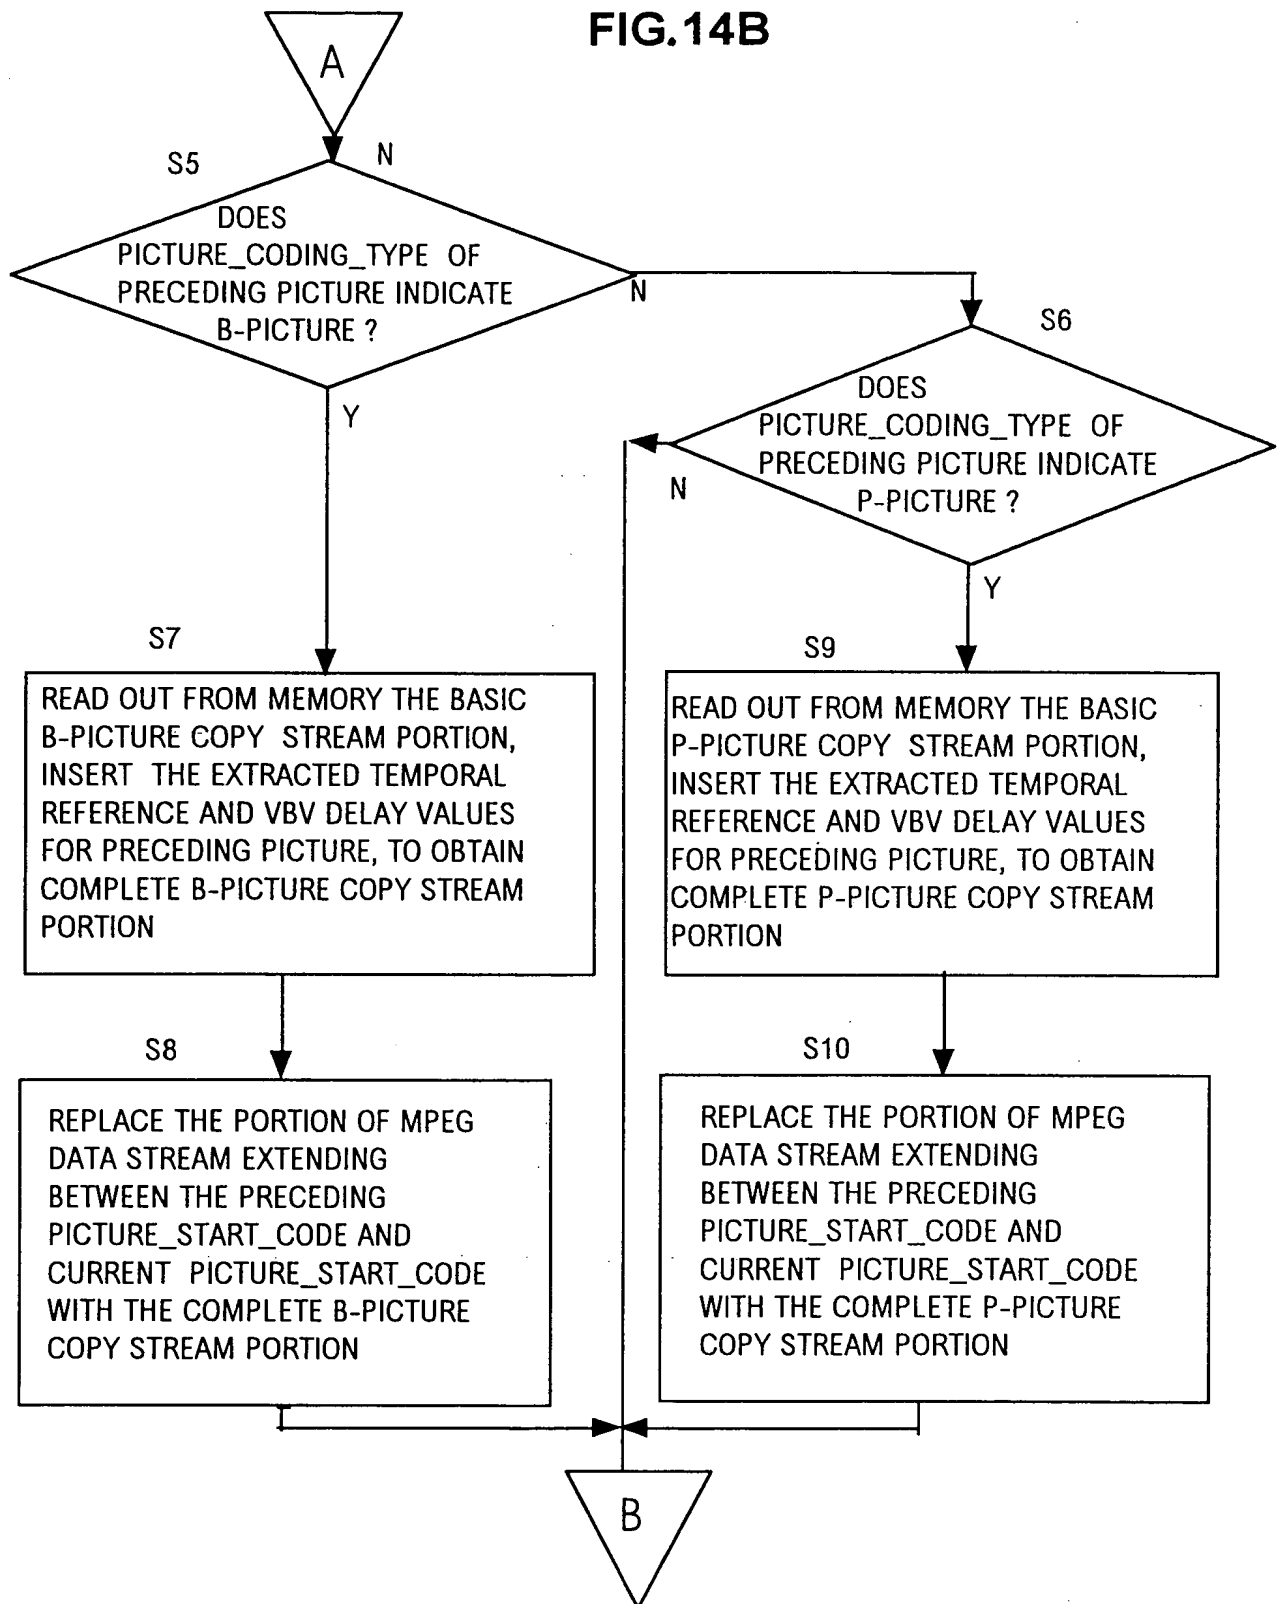 FIG.14B
A
S5
N
DOES
PICTURE_CODING_TYPE OF
PRECEDING PICTURE INDICATE
B-PICTURE ?
N
Y
S6
DOES
PICTURE_CODING_TYPE OF
PRECEDING PICTURE INDICATE
P-PICTURE ?
N
Y
S7
READ OUT FROM MEMORY THE BASIC
B-PICTURE COPY STREAM PORTION,
INSERT THE EXTRACTED TEMPORAL
REFERENCE AND VBV DELAY VALUES
FOR PRECEDING PICTURE, TO OBTAIN
COMPLETE B-PICTURE COPY STREAM
PORTION
S9
READ OUT FROM MEMORY THE BASIC
P-PICTURE COPY STREAM PORTION,
INSERT THE EXTRACTED TEMPORAL
REFERENCE AND VBV DELAY VALUES
FOR PRECEDING PICTURE, TO OBTAIN
COMPLETE P-PICTURE COPY STREAM
PORTION
S8
REPLACE THE PORTION OF MPEG
DATA STREAM EXTENDING
BETWEEN THE PRECEDING
PICTURE_START_CODE AND
CURRENT PICTURE_START_CODE
WITH THE COMPLETE B-PICTURE
COPY STREAM PORTION
S10
REPLACE THE PORTION OF MPEG
DATA STREAM EXTENDING
BETWEEN THE PRECEDING
PICTURE_START_CODE AND
CURRENT PICTURE_START_CODE
WITH THE COMPLETE P-PICTURE
COPY STREAM PORTION
B